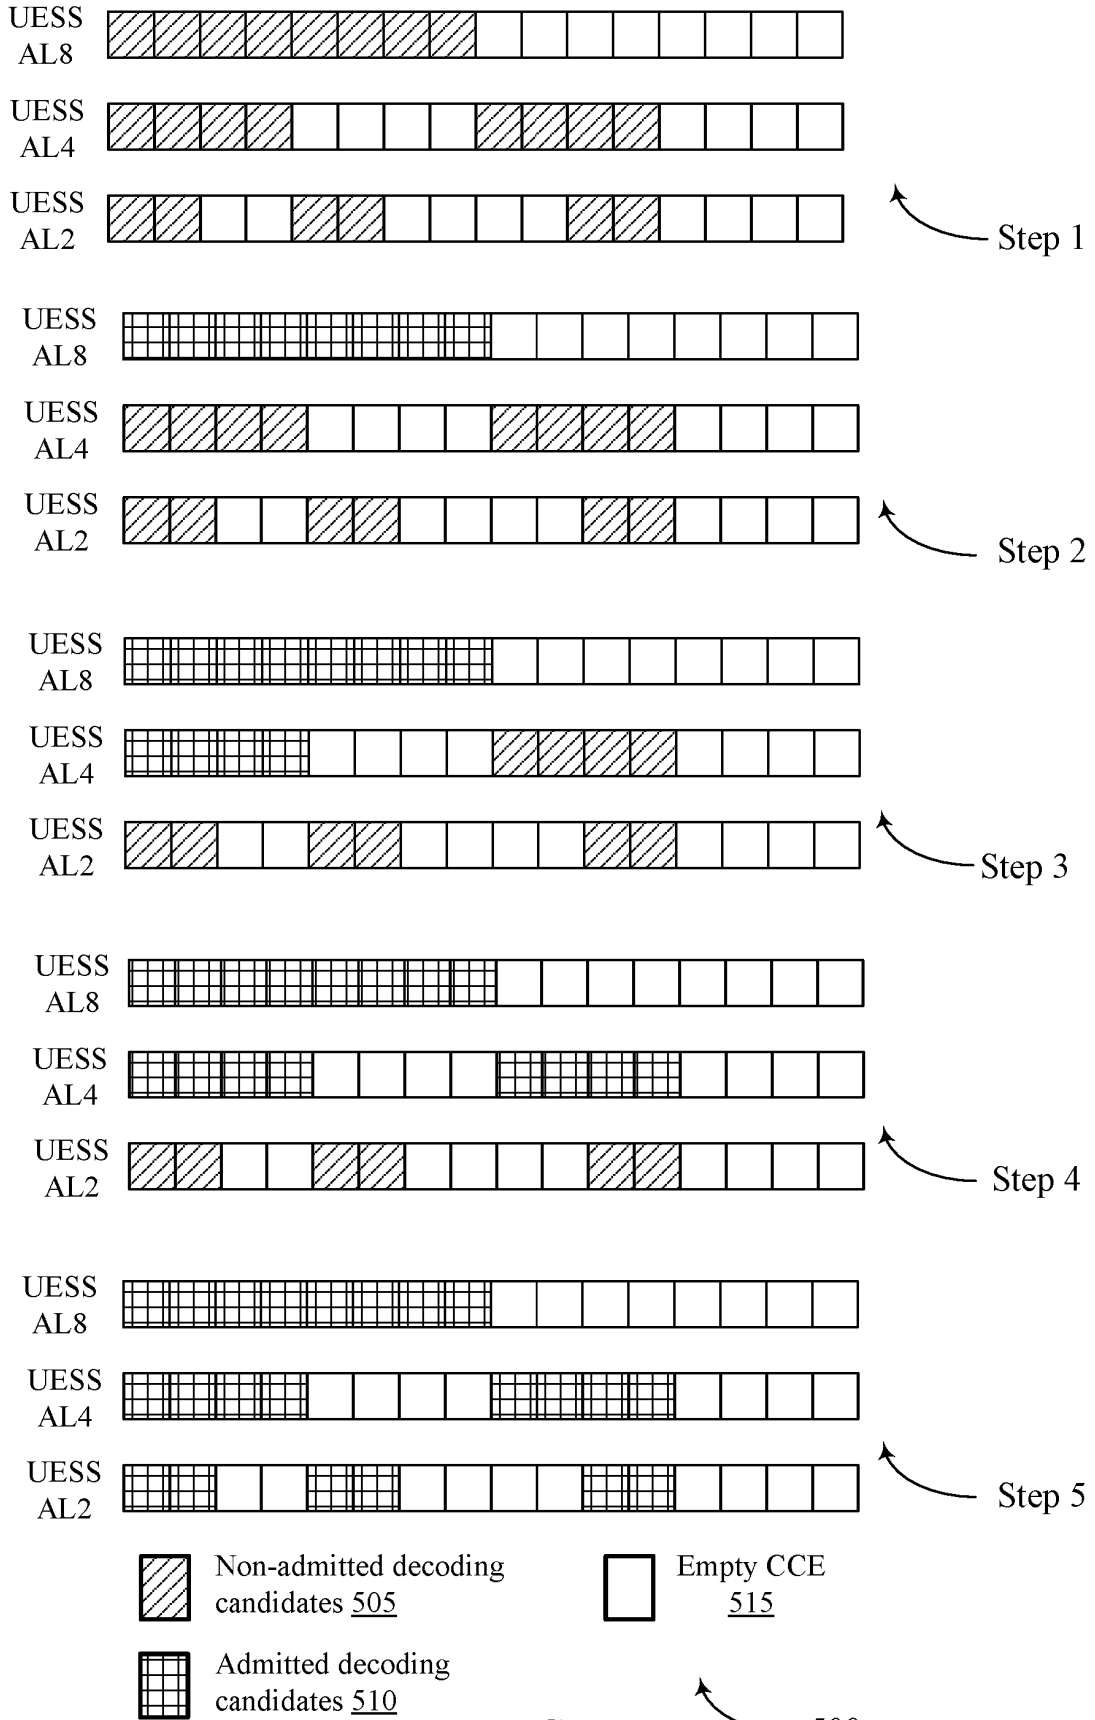 UESS
AL8
UESS
AL4
UESS
AL2
Step 1
UESS
AL8
UESS
AL4
UESS
AL2
Step 2
UESS
AL8
UESS
AL4
UESS
AL2
Step 3
UESS
AL8
UESS
AL4
UESS
AL2
Step 4
UESS
AL8
UESS
AL4
UESS
AL2
Step 5
Non-admitted decoding
candidates 505
Empty CCE
515
Admitted decoding
candidates 510